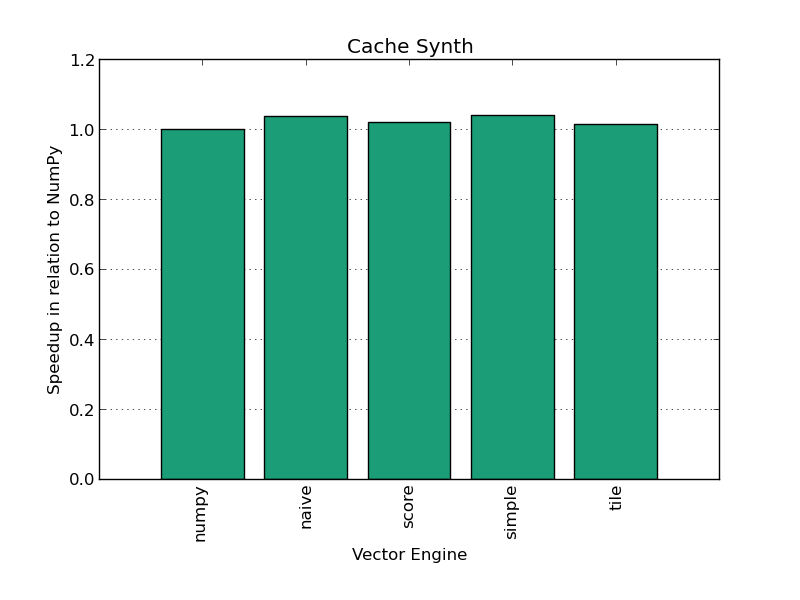 Cache Synth
1.2
1.0
0.8
0.6
0.4
0.2
0.0
Speedup in relation to NumPy
numpy
naive
score
simple
tile
Vector Engine